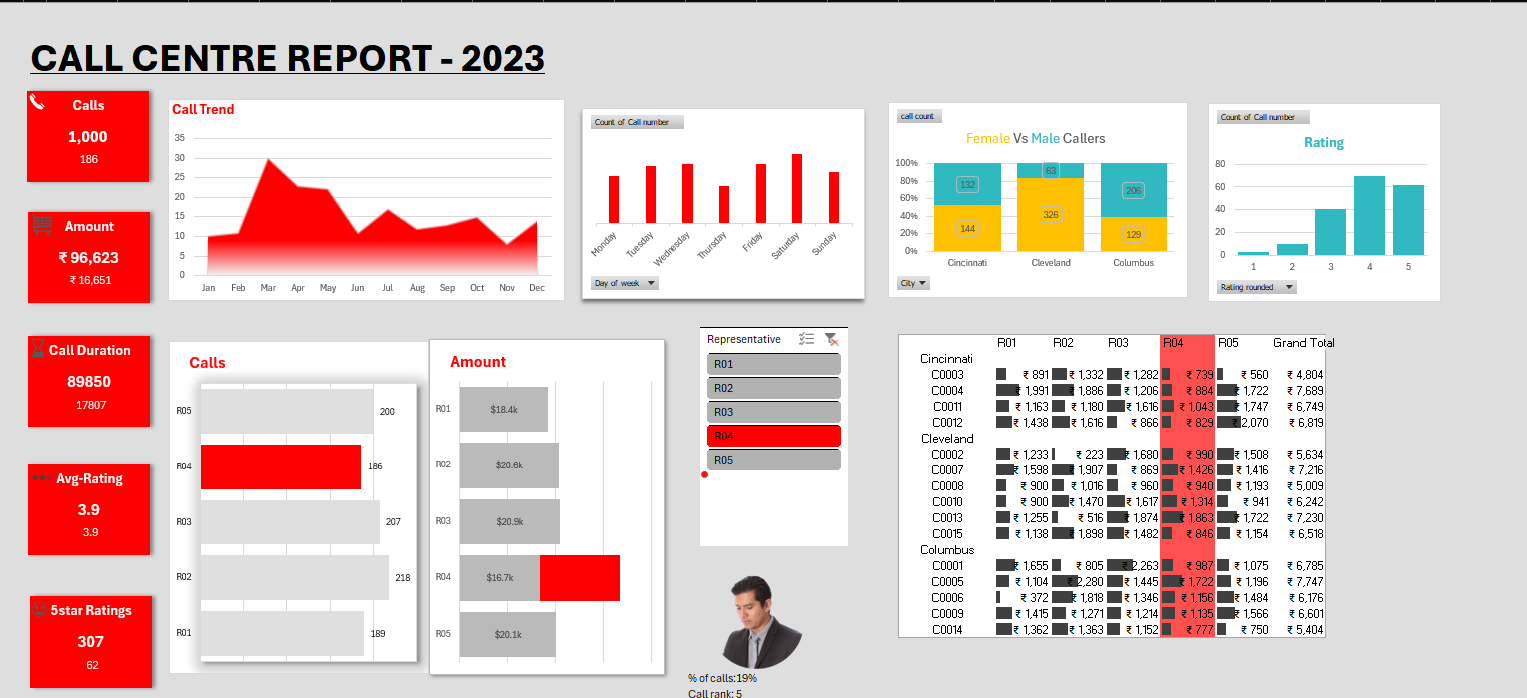 CALL CENTRE REPORT - 2023
Calls
1,000
186
Amount
₹ 96,623
₹ 16,651
Call Duration
89850
17807
Avg-Rating
3.9
3.9
5star Ratings
307
62
Call Trend
35
30
25
20
15
10
5
0
Jan Feb Mar Apr May Jun Jul Aug Sep Oct Nov Dec
Count of Call number
Monday Tuesday Wednesday Thursday Friday Saturday Sunday
Day of week
call count
Female Vs Male Callers
100%
80%
60%
40%
20%
0%
132 63 206
144 326 129
Cincinnati Cleveland Columbus
City
Count of Call number
Rating
80
60
40
20
0
1 2 3 4 5
Rating rounded
Calls
R05 200
R04 186
R03 207
R02 218
R01 189
Amount
R01 $18.4k
R02 $20.6k
R03 $20.9k
R04 $16.7k
R05 $20.1k
Representative
R01
R02
R03
R04
R05
% of calls:19%
Call rank: 5
R01 R02 R03 R04 R05 Grand Total
Cincinnati
C0003 ₹ 891 ₹ 1,332 ₹ 1,282 ₹ 739 ₹ 560 ₹ 4,804
C0004 ₹ 1,991 ₹ 1,886 ₹ 1,206 ₹ 884 ₹ 1,722 ₹ 7,689
C0011 ₹ 1,163 ₹ 1,180 ₹ 1,616 ₹ 1,043 ₹ 1,747 ₹ 6,749
C0012 ₹ 1,438 ₹ 1,616 ₹ 866 ₹ 829 ₹ 2,070 ₹ 6,819
Cleveland
C0002 ₹ 1,233 ₹ 223 ₹ 1,680 ₹ 990 ₹ 1,508 ₹ 5,634
C0007 ₹ 1,598 ₹ 1,907 ₹ 869 ₹ 1,426 ₹ 1,416 ₹ 7,216
C0008 ₹ 900 ₹ 1,016 ₹ 960 ₹ 940 ₹ 1,193 ₹ 5,009
C0010 ₹ 900 ₹ 1,470 ₹ 1,617 ₹ 1,314 ₹ 941 ₹ 6,242
C0013 ₹ 1,255 ₹ 516 ₹ 1,874 ₹ 1,863 ₹ 1,722 ₹ 7,230
C0015 ₹ 1,138 ₹ 1,898 ₹ 1,482 ₹ 846 ₹ 1,154 ₹ 6,518
Columbus
C0001 ₹ 1,655 ₹ 805 ₹ 2,263 ₹ 987 ₹ 1,075 ₹ 6,785
C0005 ₹ 1,104 ₹ 2,280 ₹ 1,445 ₹ 1,722 ₹ 1,196 ₹ 7,747
C0006 ₹ 372 ₹ 1,818 ₹ 1,346 ₹ 1,156 ₹ 1,484 ₹ 6,176
C0009 ₹ 1,415 ₹ 1,271 ₹ 1,214 ₹ 1,135 ₹ 1,566 ₹ 6,601
C0014 ₹ 1,362 ₹ 1,363 ₹ 1,152 ₹ 777 ₹ 750 ₹ 5,404